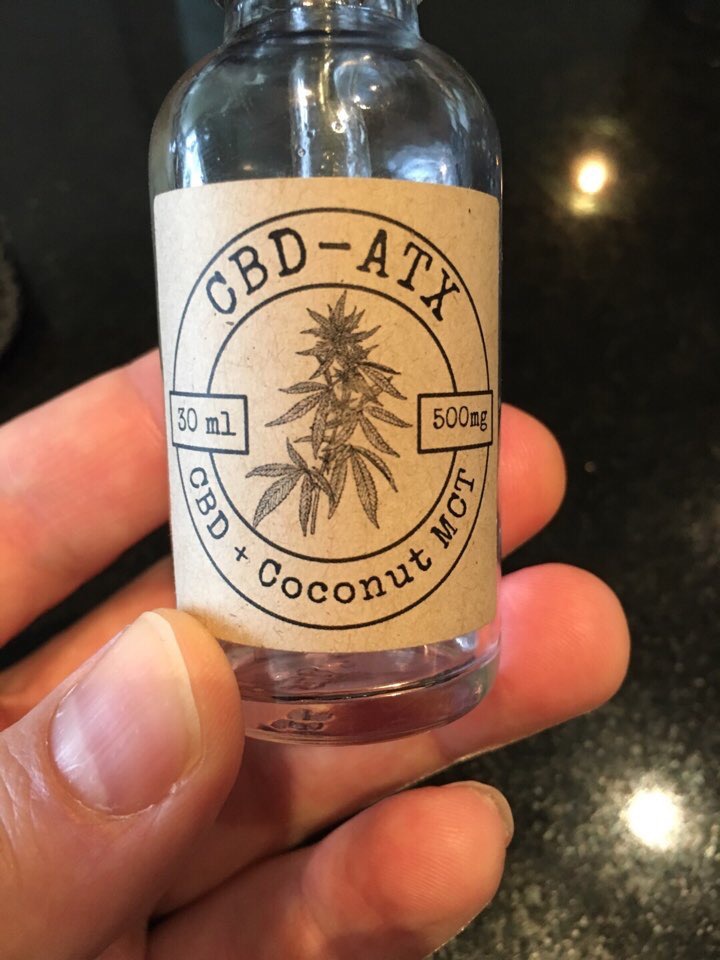 CBD-ATX
30 ml
500mg
CBD + Coconut MCT